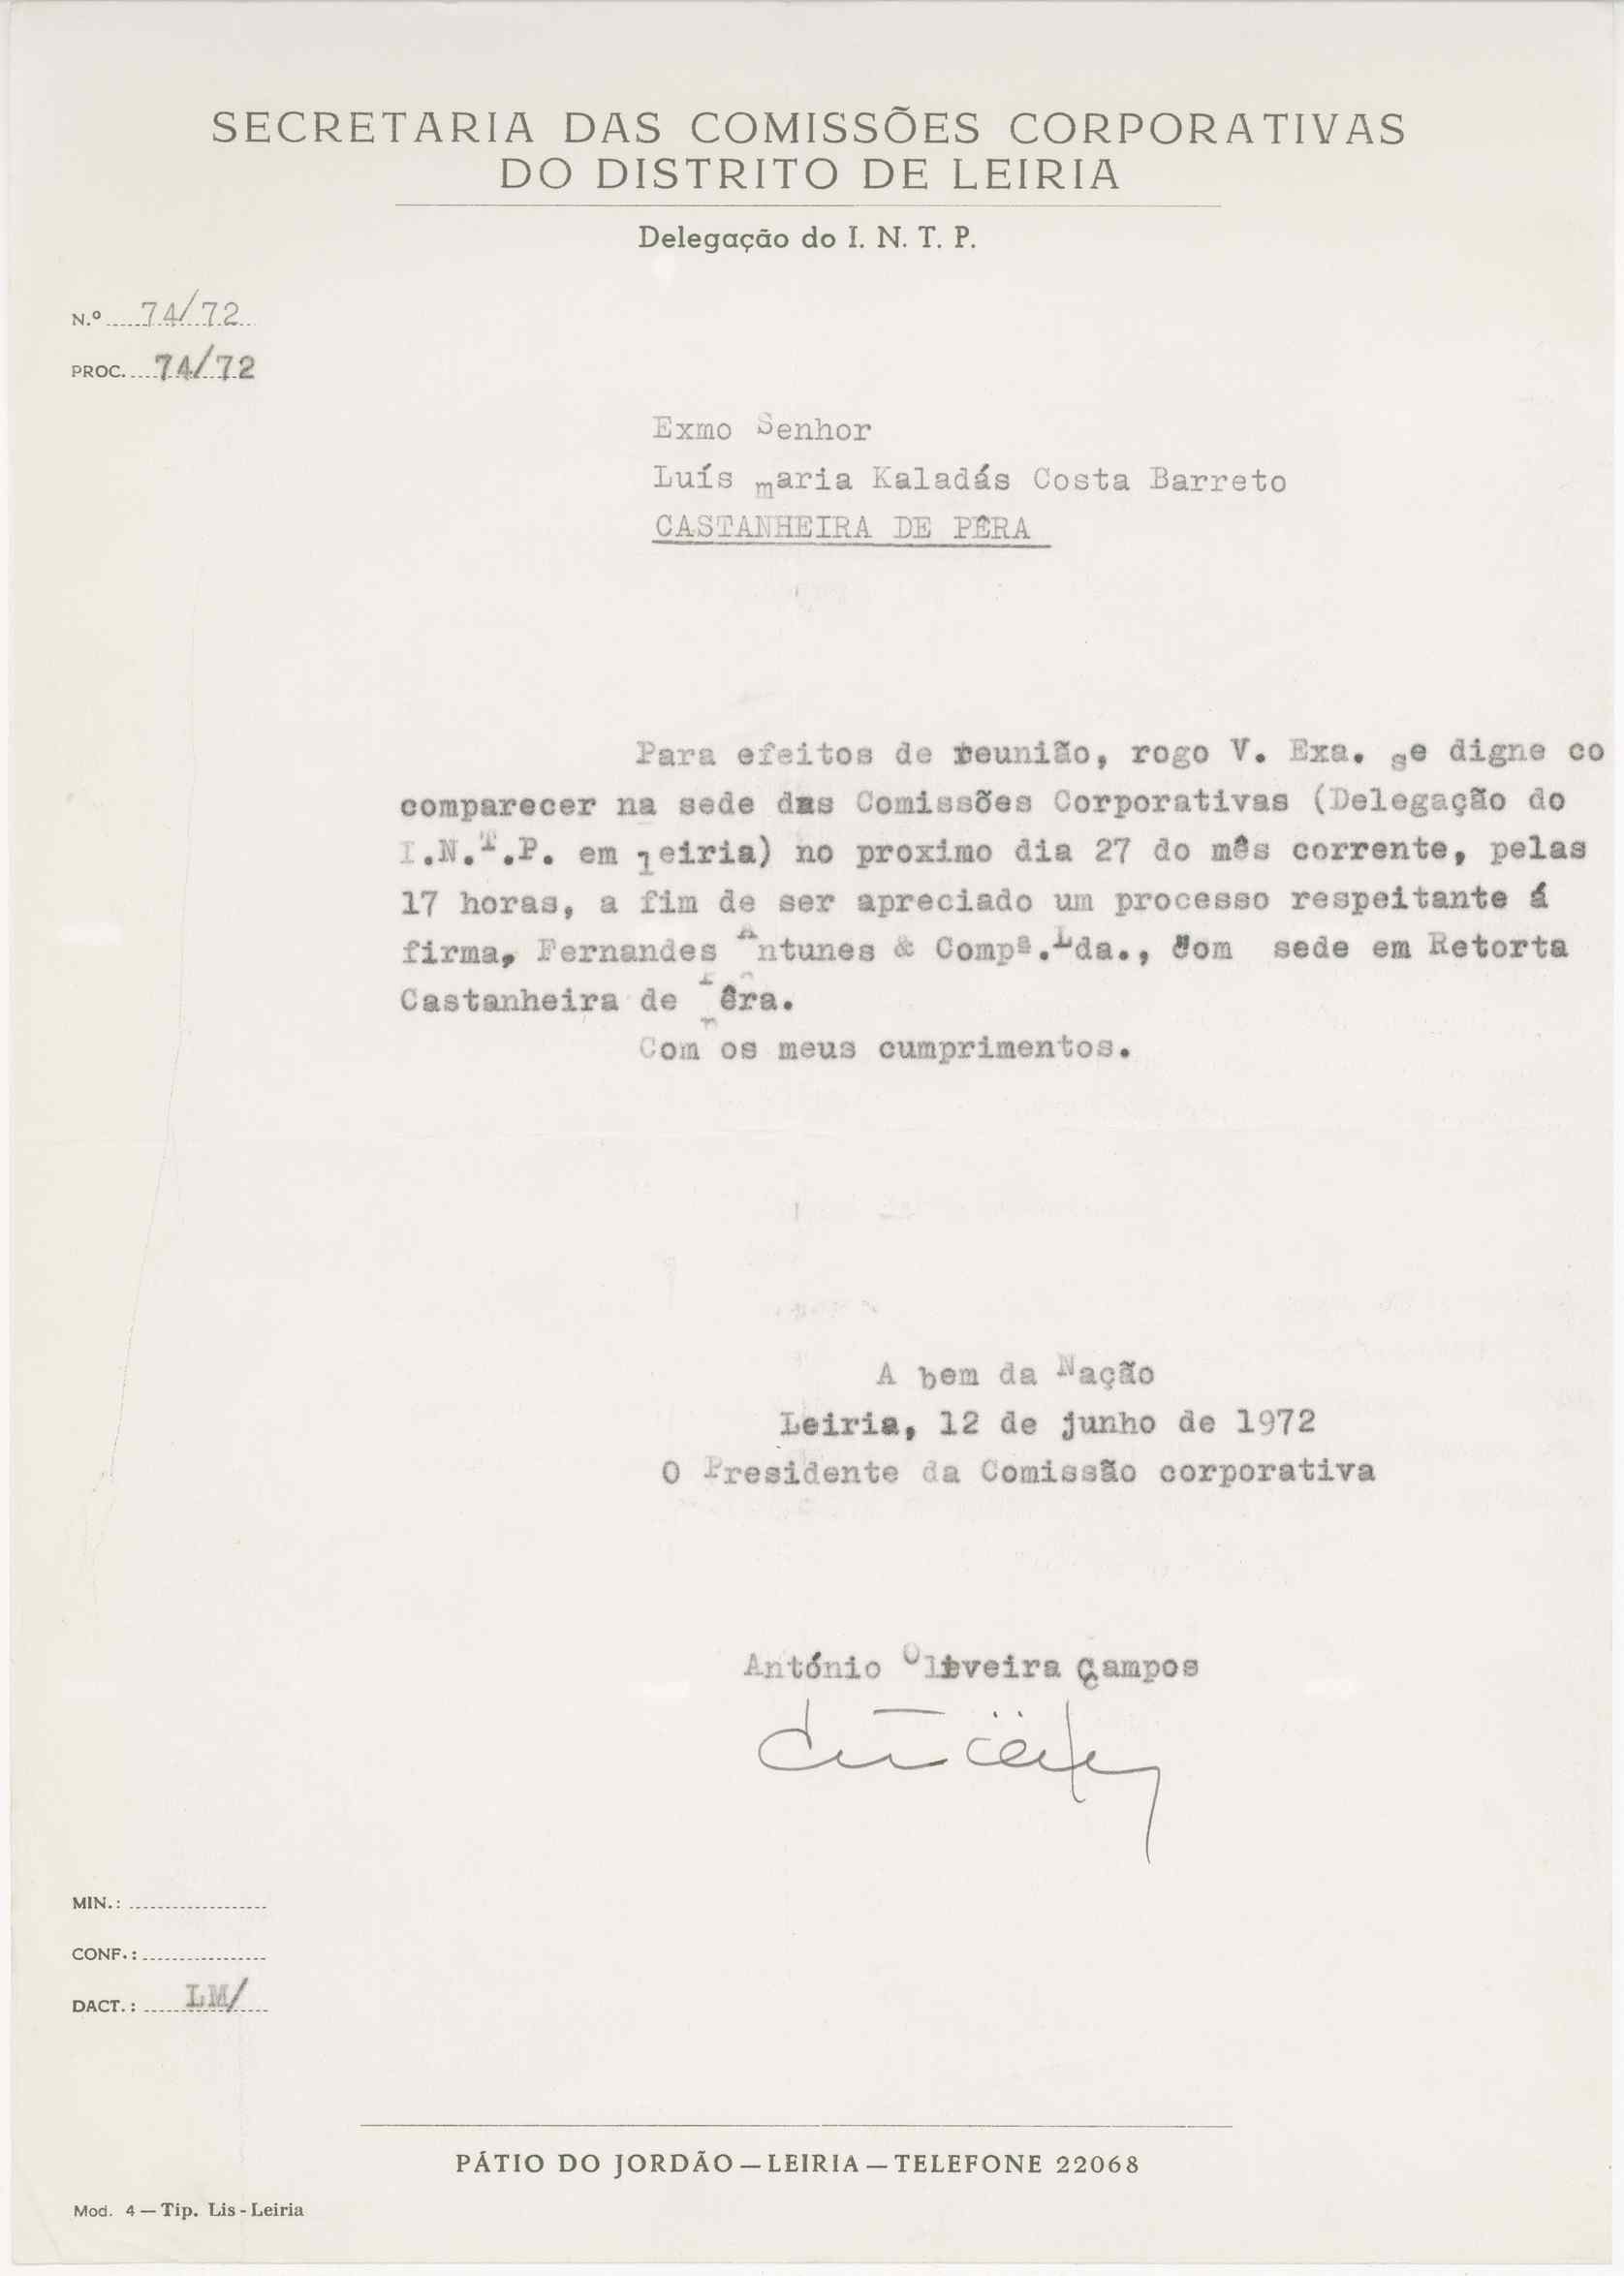 SECRETARIA DAS COMISSÕES CORPORATIVAS
DO DISTRITO DE LEIRIA
Delegação do I. N. T. P.
N.º 74/72
PROC. 74/72
Exmo Senhor
Luís maria Kaladás Costa Barreto
CASTANHEIRA DE PÊRA
Para efeitos de reunião, rogo V. Exa. se digne co
comparecer na sede das Comissões Corporativas (Delegação do
I.N.T.P. em leiria) no proximo dia 27 do mês corrente, pelas
17 horas, a fim de ser apreciado um processo respeitante á
firma, Fernandes Antunes & Compª.Lda., com sede em Retorta
Castanheira de Pêra.
Com os meus cumprimentos.
A bem da Nação
Leiria, 12 de junho de 1972
O Presidente da Comissão corporativa
António Oliveira Campos
MIN.:
CONF.:
DACT.: LM/
PÁTIO DO JORDÃO — LEIRIA — TELEFONE 22068
Mod. 4 — Tip. Lis - Leiria